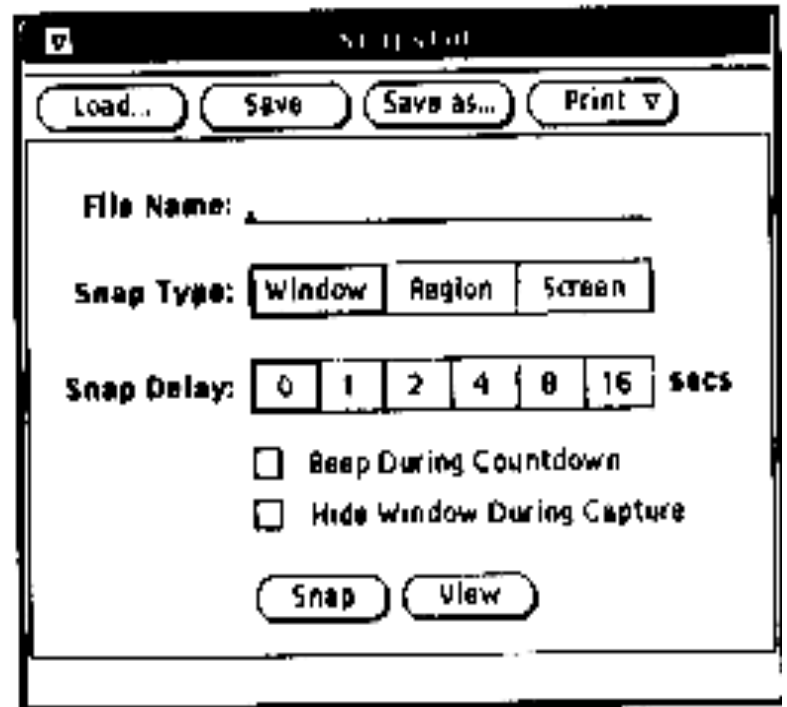 Load... Save Save as... Print
File Name:
Snap Type: Window Region Screen
Snap Delay: 0 1 2 4 8 16 secs
Beep During Countdown
Hide Window During Capture
Snap View